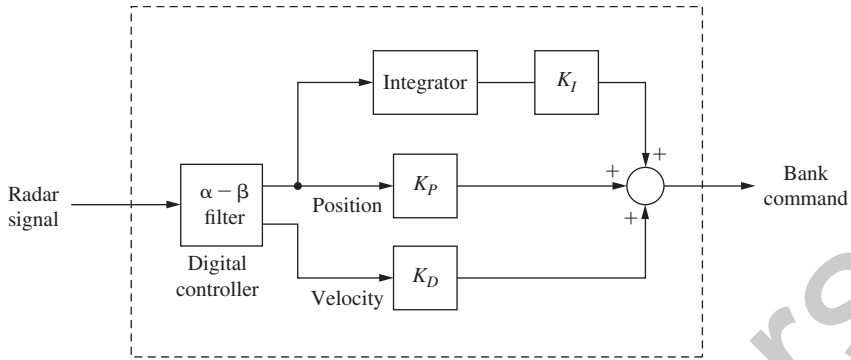 Integrator
K_I
+
+
+
Radar
signal
α − β
filter
Position
K_P
Bank
command
Digital
controller
Velocity
K_D